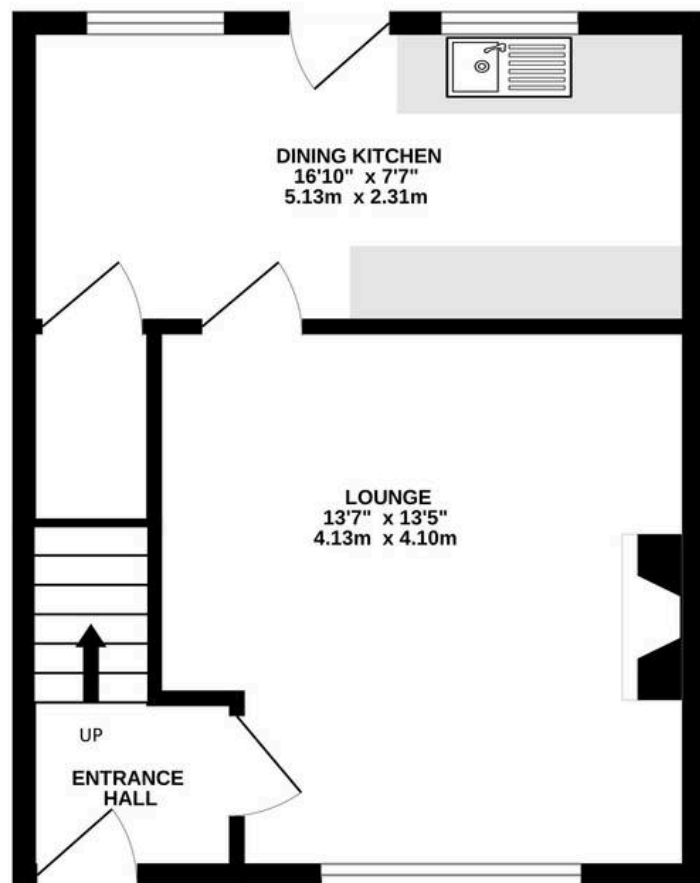 DINING KITCHEN
16'10" x 7'7"
5.13m x 2.31m
LOUNGE
13'7" x 13'5"
4.13m x 4.10m
UP
ENTRANCE
HALL